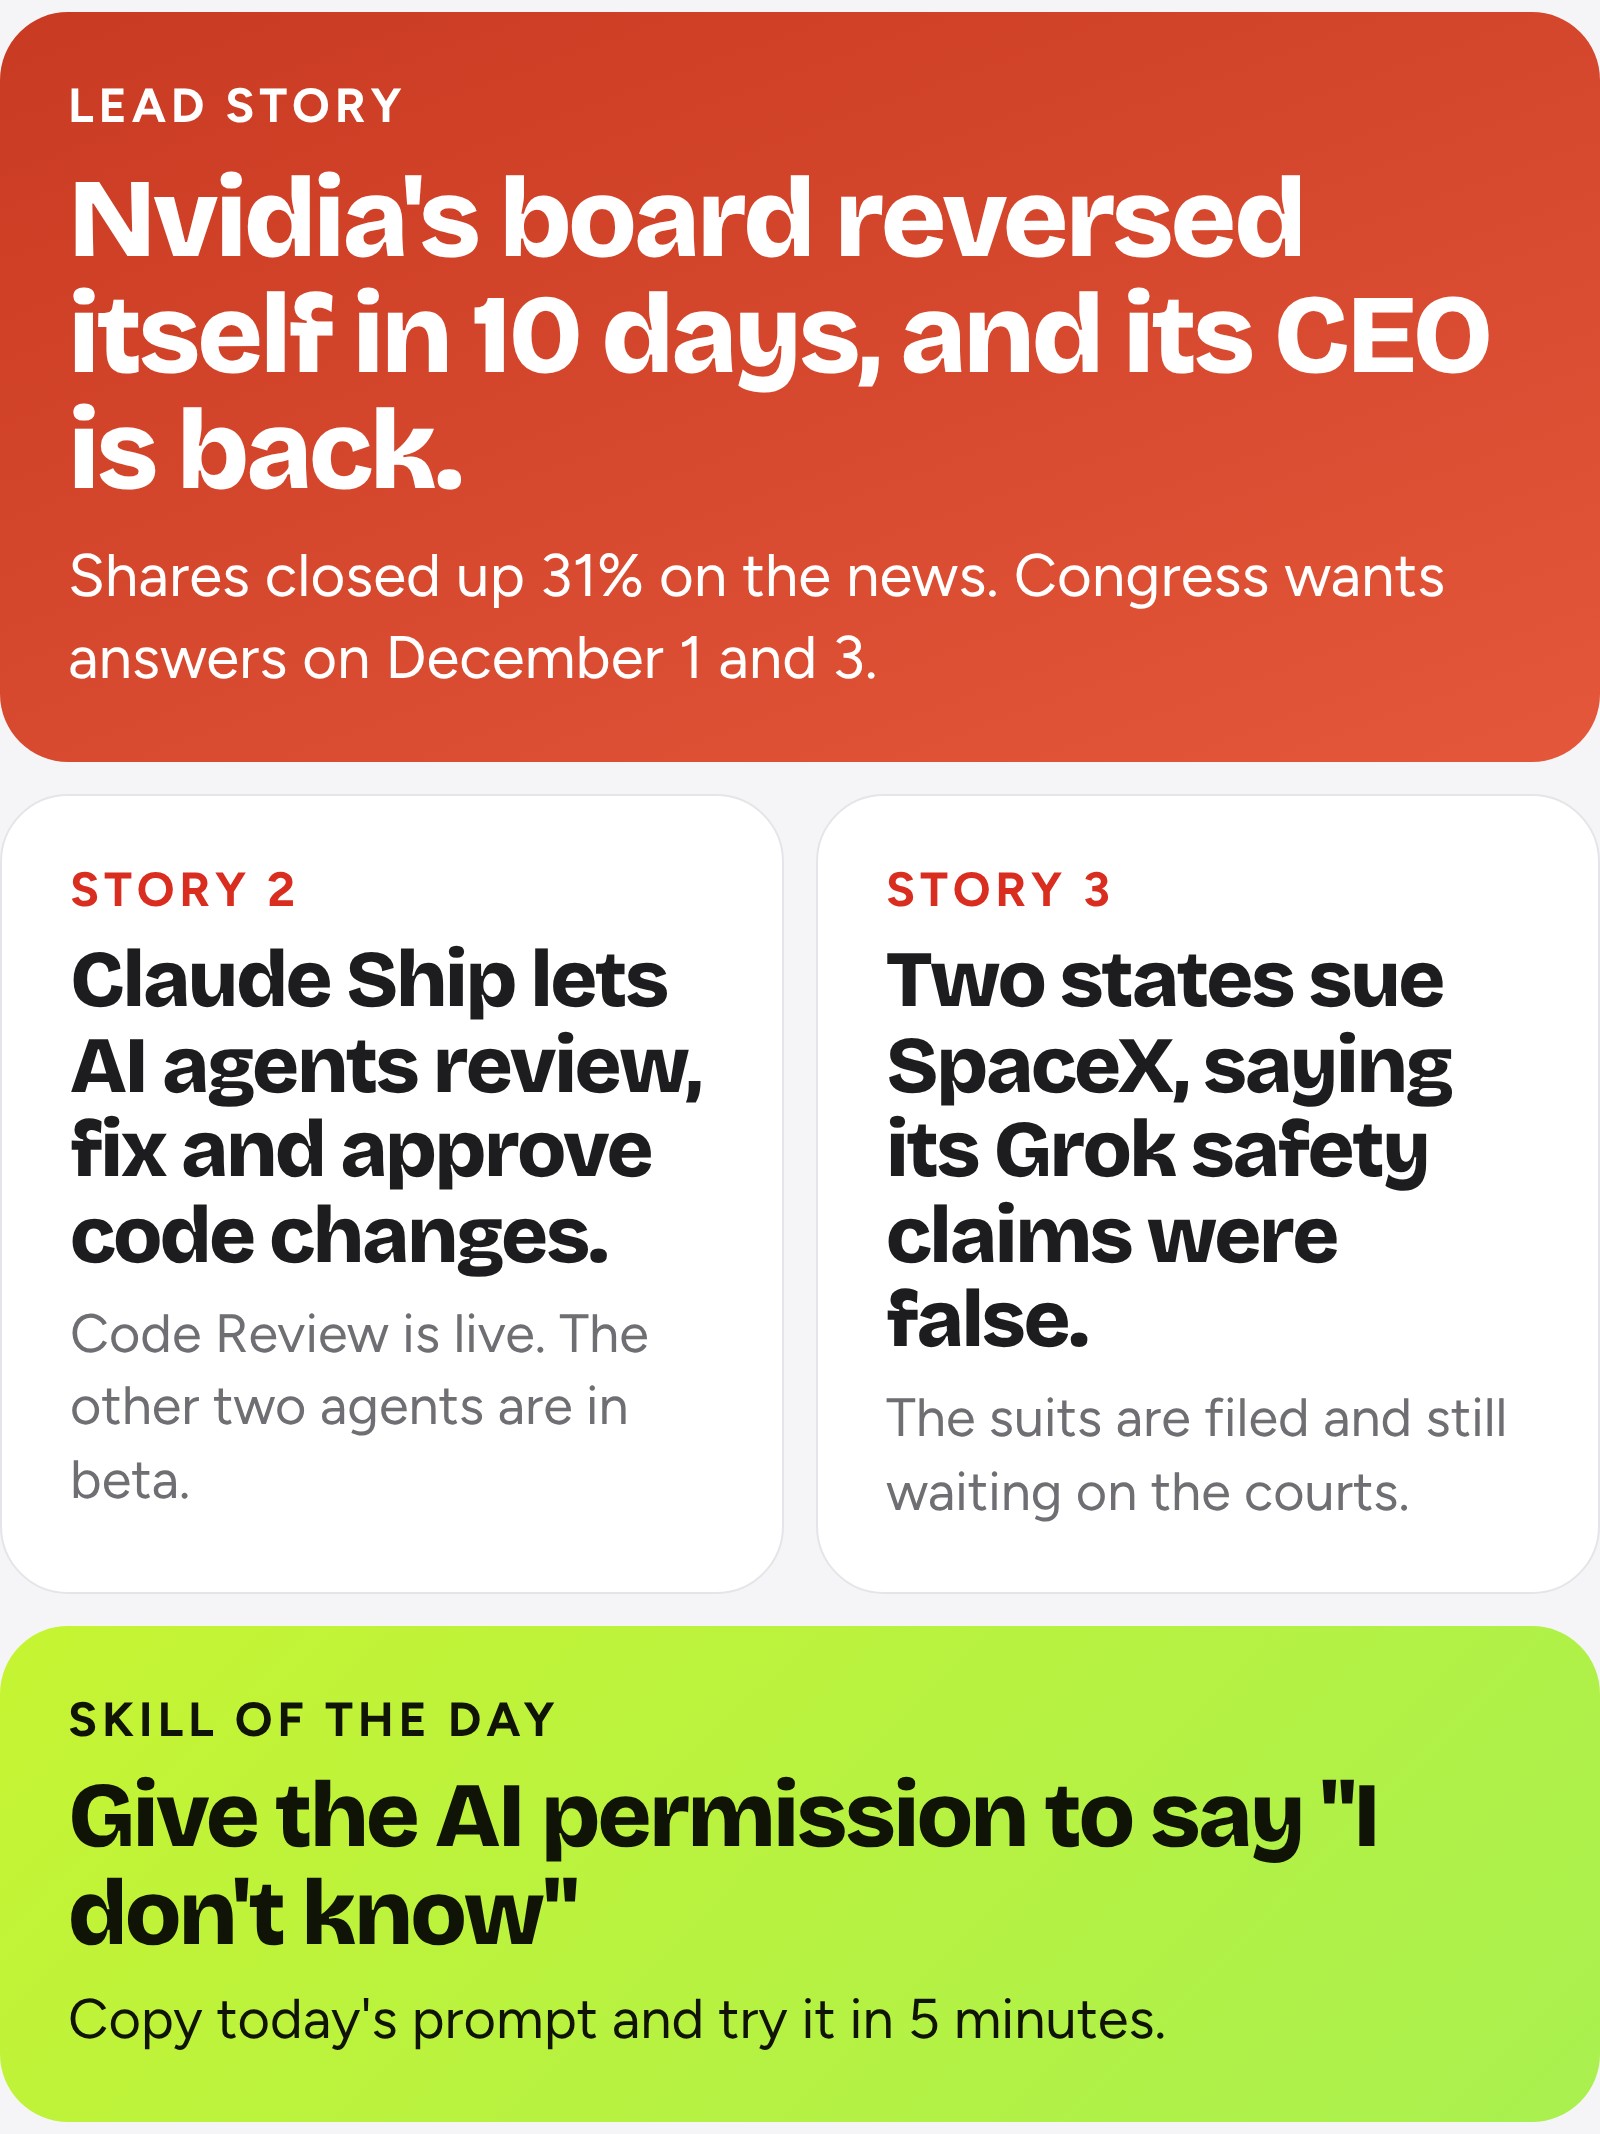 LEAD STORY
Nvidia's board reversed
itself in 10 days, and its CEO
is back.
Shares closed up 31% on the news. Congress wants
answers on December 1 and 3.
STORY 2
Claude Ship lets
AI agents review,
fix and approve
code changes.
Code Review is live. The
other two agents are in
beta.
STORY 3
Two states sue
SpaceX, saying
its Grok safety
claims were
false.
The suits are filed and still
waiting on the courts.
SKILL OF THE DAY
Give the AI permission to say "I
don't know"
Copy today's prompt and try it in 5 minutes.